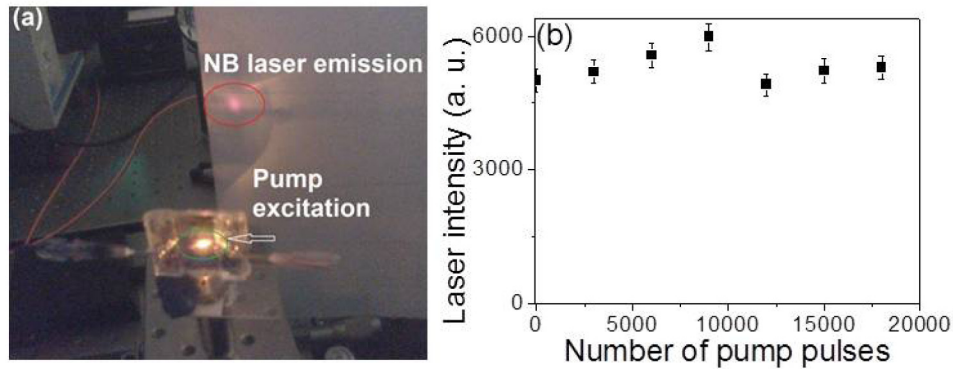 (a)
NB laser emission
Pump
excitation
(b)
Laser intensity (a. u.)
6000
3000
0
0 5000 10000 15000 20000
Number of pump pulses